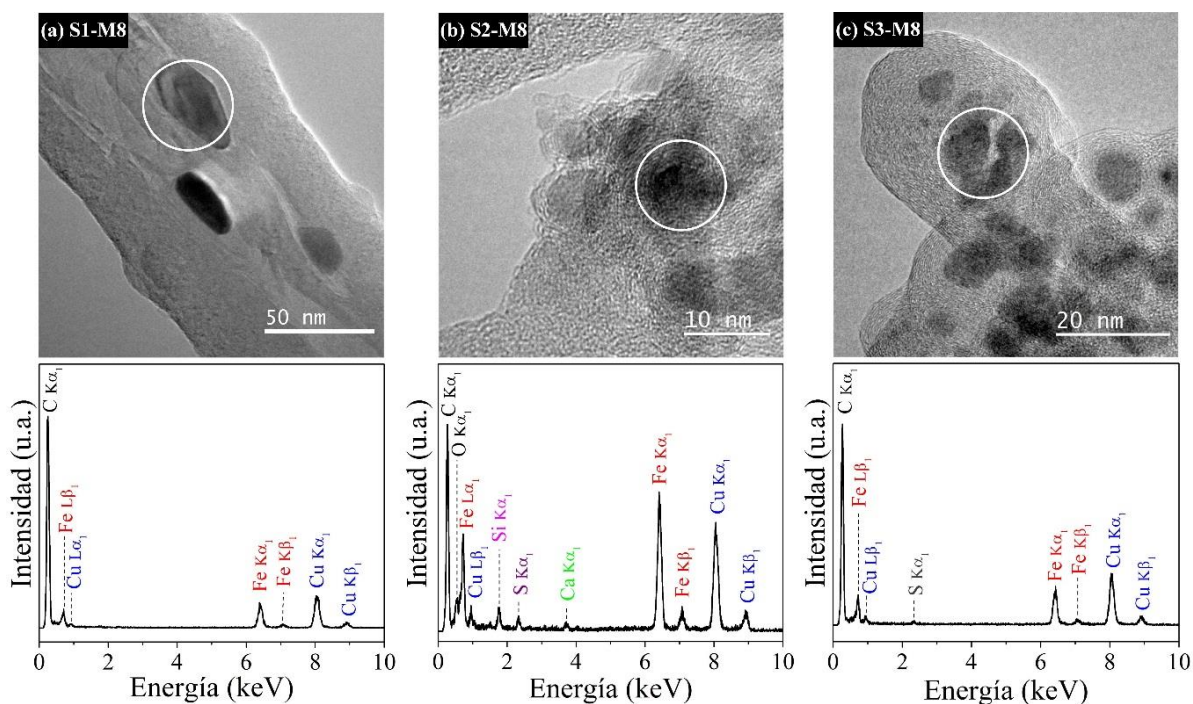 (a) S1-M8
50 nm
(b) S2-M8
10 nm
(c) S3-M8
20 nm
Intensidad (u.a.)
C Kα₁
Fe Lβ₁
Cu Lα₁
Fe Kα₁
Fe Kβ₁
Cu Kα₁
Cu Kβ₁
0 2 4 6 8 10
Energía (keV)
Intensidad (u.a.)
C Kα₁
O Kα₁
Fe Lα₁
Cu Lβ₁
Si Kα₁
S Kα₁
Ca Kα₁
Fe Kα₁
Fe Kβ₁
Cu Kα₁
Cu Kβ₁
0 2 4 6 8 10
Energía (keV)
Intensidad (u.a.)
C Kα₁
Fe Lβ₁
Cu Lβ₁
S Kα₁
Fe Kα₁
Fe Kβ₁
Cu Kα₁
Cu Kβ₁
0 2 4 6 8 10
Energía (keV)